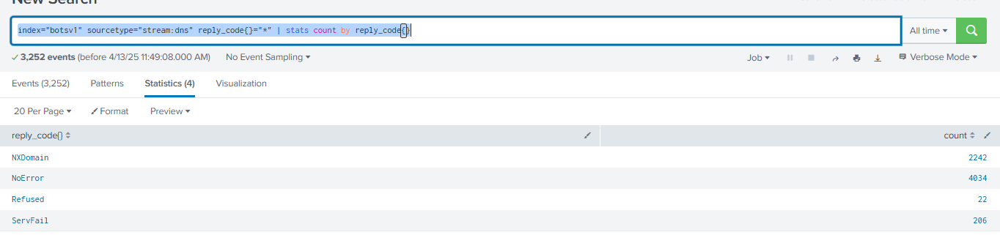 New Search
index="botsv1" sourcetype="stream:dns" reply_code{}="*" | stats count by reply_code{}
All time
3,252 events (before 4/13/25 11:49:08.000 AM)
No Event Sampling
Job
Verbose Mode
Events (3,252)
Patterns
Statistics (4)
Visualization
20 Per Page
Format
Preview
reply_code{}
count
NXDomain
2242
NoError
4034
Refused
22
ServFail
206